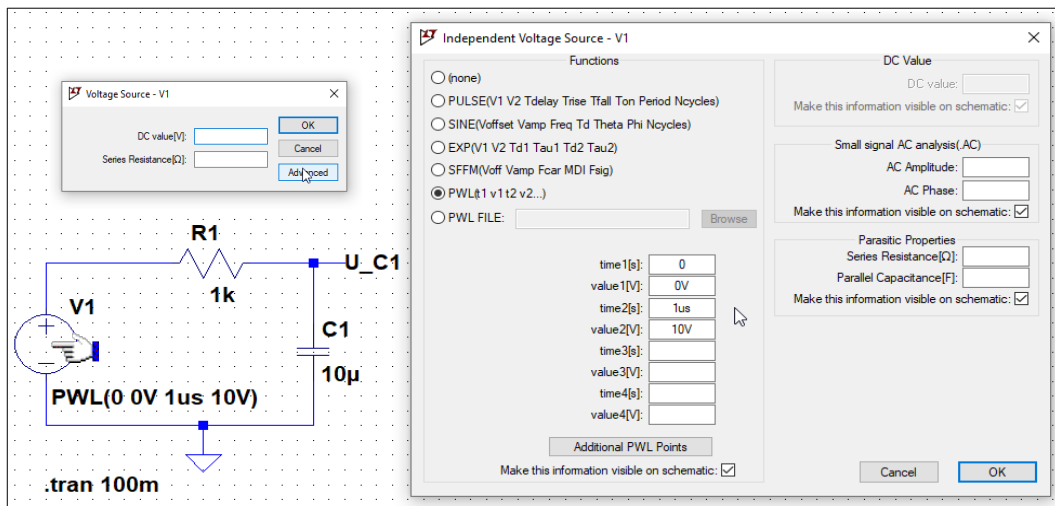 Voltage Source - V1
DC value[V]:
OK
Series Resistance[Ω]:
Cancel
Advanced
R1
1k
U_C1
V1
C1
10µ
PWL(0 0V 1us 10V)
.tran 100m
Independent Voltage Source - V1
Functions
(none)
PULSE(V1 V2 Tdelay Trise Tfall Ton Period Ncycles)
SINE(Voffset Vamp Freq Td Theta Phi Ncycles)
EXP(V1 V2 Td1 Tau1 Td2 Tau2)
SFFM(Voff Vamp Fcar MDI Fsig)
PWL(t1 v1 t2 v2...)
PWL FILE:
Browse
time1[s]: 0
value1[V]: 0V
time2[s]: 1us
value2[V]: 10V
time3[s]:
value3[V]:
time4[s]:
value4[V]:
Additional PWL Points
Make this information visible on schematic:
DC Value
DC value:
Make this information visible on schematic:
Small signal AC analysis(.AC)
AC Amplitude:
AC Phase:
Make this information visible on schematic:
Parasitic Properties
Series Resistance[Ω]:
Parallel Capacitance[F]:
Make this information visible on schematic:
Cancel
OK